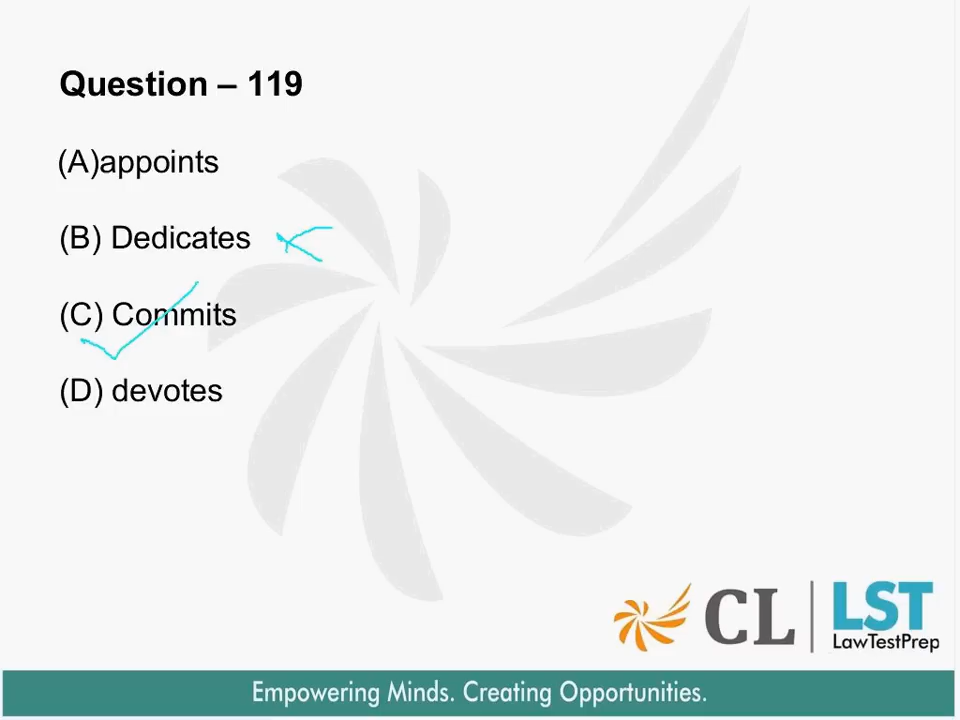 Question – 119
(A)appoints
(B) Dedicates
(C) Commits
(D) devotes
CL LST
LawTestPrep
Empowering Minds. Creating Opportunities.